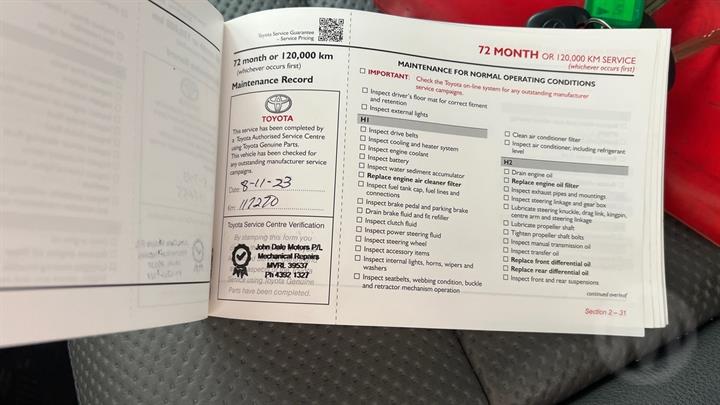 Toyota Service Guarantee
– Service Pricing
72 month or 120,000 km
(whichever occurs first)
Maintenance Record
TOYOTA
This service has been completed by
a Toyota Authorised Service Centre
using Toyota Genuine Parts.
This vehicle has been checked for
any outstanding manufacturer service
campaigns.
Date: 8-11-23
Km: 117270
Toyota Service Centre Verification
By stamping this form you
John Dale Motors P/L
Mechanical Repairs
MVRL 39537
Ph 4392 1327
service using Toyota Genuine
Parts have been completed.
72 MONTH OR 120,000 KM SERVICE
(whichever occurs first)
MAINTENANCE FOR NORMAL OPERATING CONDITIONS
IMPORTANT: Check the Toyota on-line system for any outstanding manufacturer
service campaigns.
Inspect driver's floor mat for correct fitment
and retention
Inspect external lights
H1
Inspect drive belts
Inspect cooling and heater system
Inspect engine coolant
Inspect battery
Inspect water sediment accumulator
Replace engine air cleaner filter
Inspect fuel tank cap, fuel lines and
connections
Inspect brake pedal and parking brake
Drain brake fluid and fit refiller
Inspect clutch fluid
Inspect power steering fluid
Inspect steering wheel
Inspect accessory items
Inspect internal lights, horns, wipers and
washers
Inspect seatbelts, webbing condition, buckle
and retractor mechanism operation
Clean air conditioner filter
Inspect air conditioner, including refrigerant
level
H2
Drain engine oil
Replace engine oil filter
Inspect exhaust pipes and mountings
Inspect steering linkage and gear box
Lubricate steering knuckle, drag link, kingpin,
centre arm and steering linkage
Lubricate propeller shaft
Tighten propeller shaft bolts
Inspect manual transmission oil
Inspect transfer oil
Replace front differential oil
Replace rear differential oil
Inspect front and rear suspensions
continued overleaf
Section 2 – 31